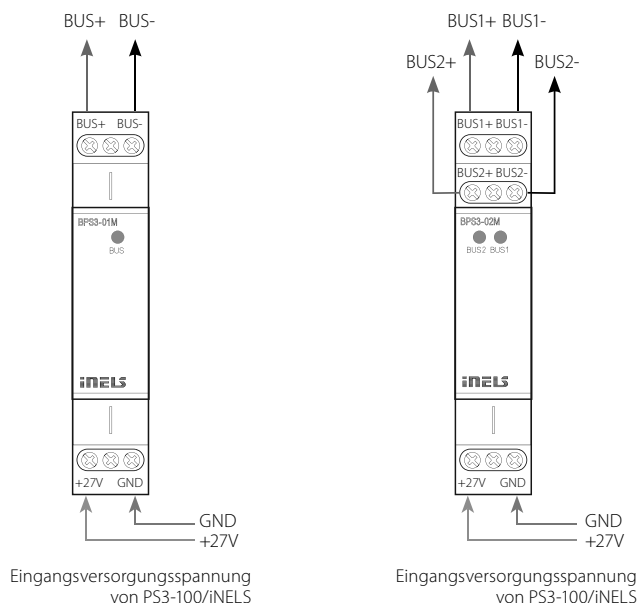 BUS+ BUS-
BUS+ BUS-
BPS3-01M
BUS
iNELS
+27V GND
GND
+27V
Eingangsversorgungsspannung
von PS3-100/iNELS
BUS1+ BUS1-
BUS2+ BUS2-
BUS1+ BUS1-
BUS2+ BUS2-
BPS3-02M
BUS2 BUS1
iNELS
+27V GND
GND
+27V
Eingangsversorgungsspannung
von PS3-100/iNELS